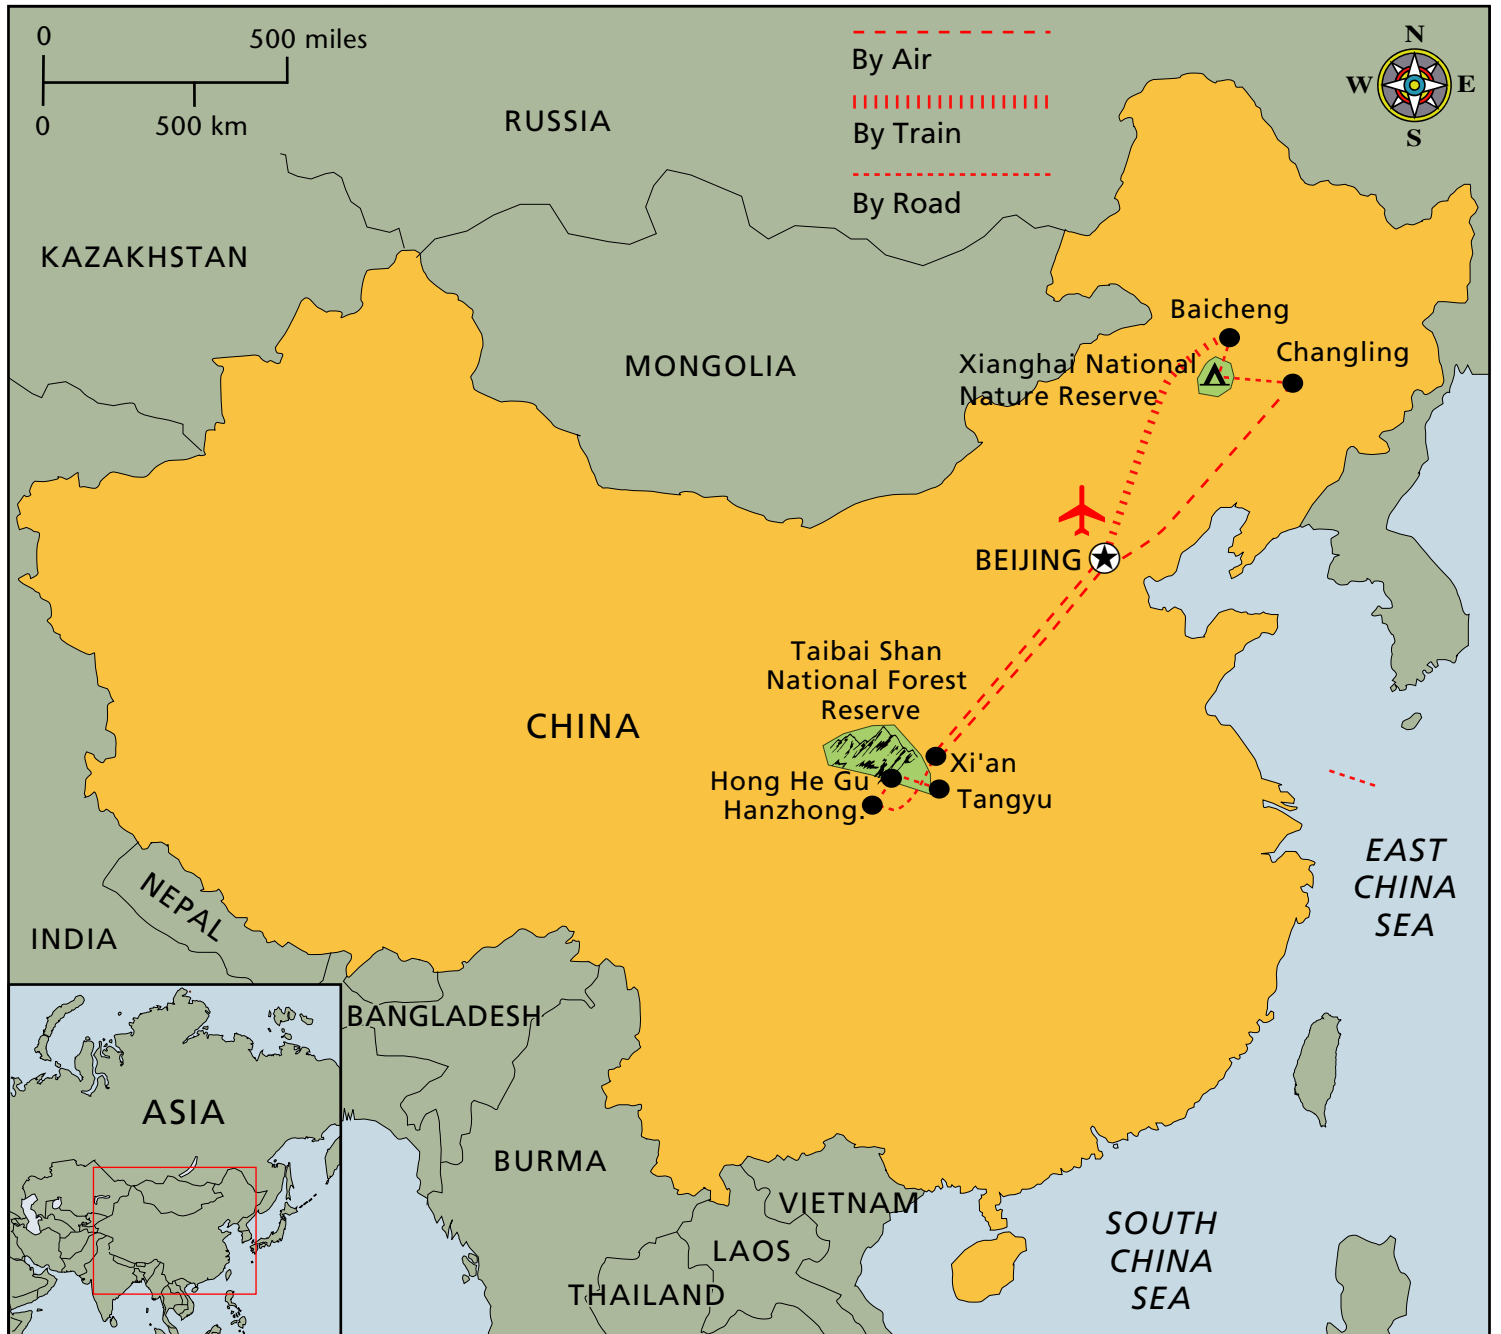 0
500 miles
0
500 km
By Air
By Train
By Road
N
W
E
S
RUSSIA
KAZAKHSTAN
MONGOLIA
Baicheng
Changling
Xianghai National
Nature Reserve
BEIJING
Taibai Shan
National Forest
Reserve
CHINA
Xi'an
Hong He Gu
Tangyu
Hanzhong.
EAST
CHINA
SEA
NEPAL
INDIA
BANGLADESH
ASIA
BURMA
VIETNAM
LAOS
THAILAND
SOUTH
CHINA
SEA